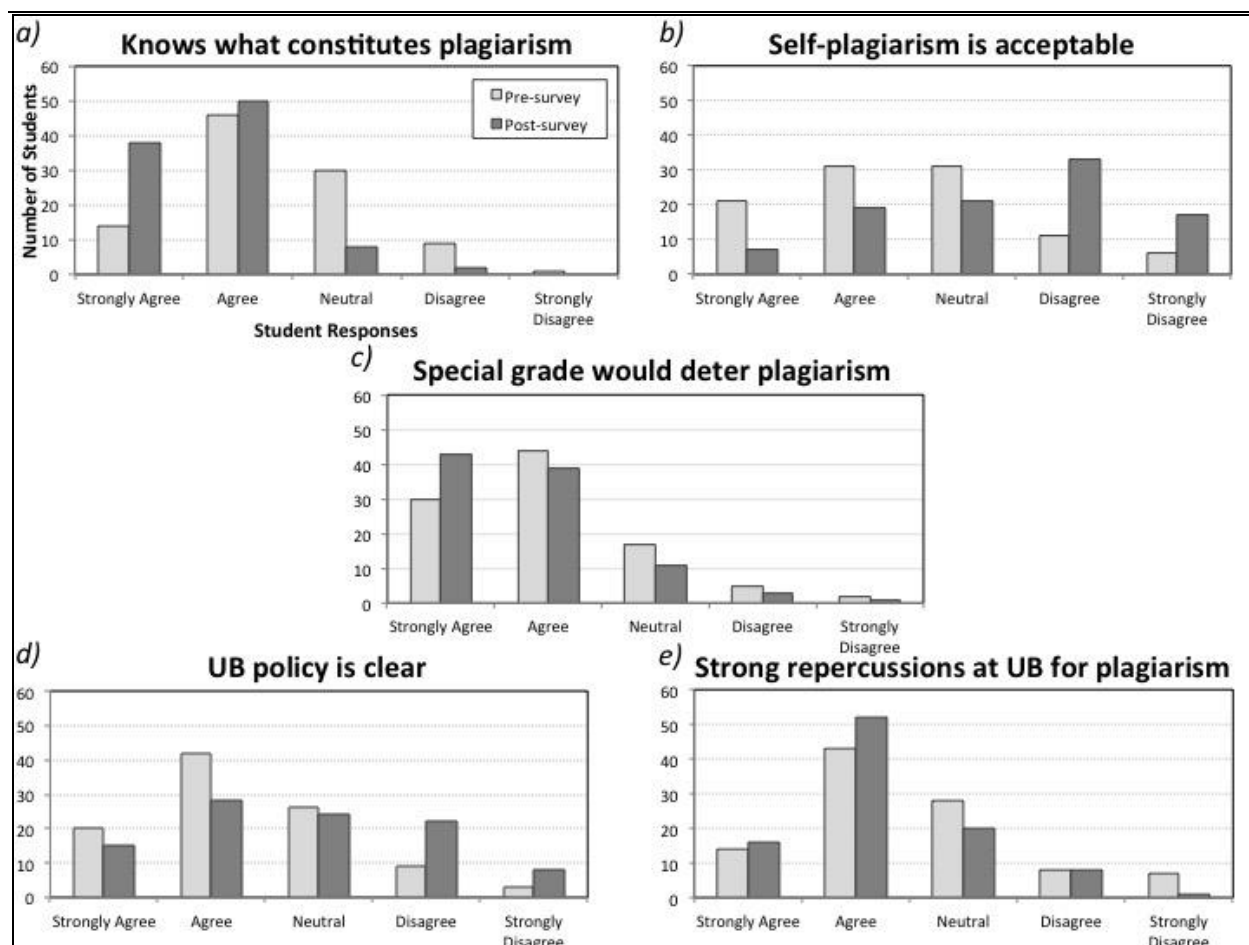 a) Knows what constitutes plagiarism
60
50
40
30
20
10
0
Number of Students
Pre-survey
Post-survey
Strongly Agree Agree Neutral Disagree Strongly
Disagree
Student Responses
b) Self-plagiarism is acceptable
60
50
40
30
20
10
0
Strongly Agree Agree Neutral Disagree Strongly
Disagree
c) Special grade would deter plagiarism
60
50
40
30
20
10
0
Strongly Agree Agree Neutral Disagree Strongly
Disagree
d) UB policy is clear
60
50
40
30
20
10
0
Strongly Agree Agree Neutral Disagree Strongly
Disagree
e) Strong repercussions at UB for plagiarism
60
50
40
30
20
10
0
Strongly Agree Agree Neutral Disagree Strongly
Disagree